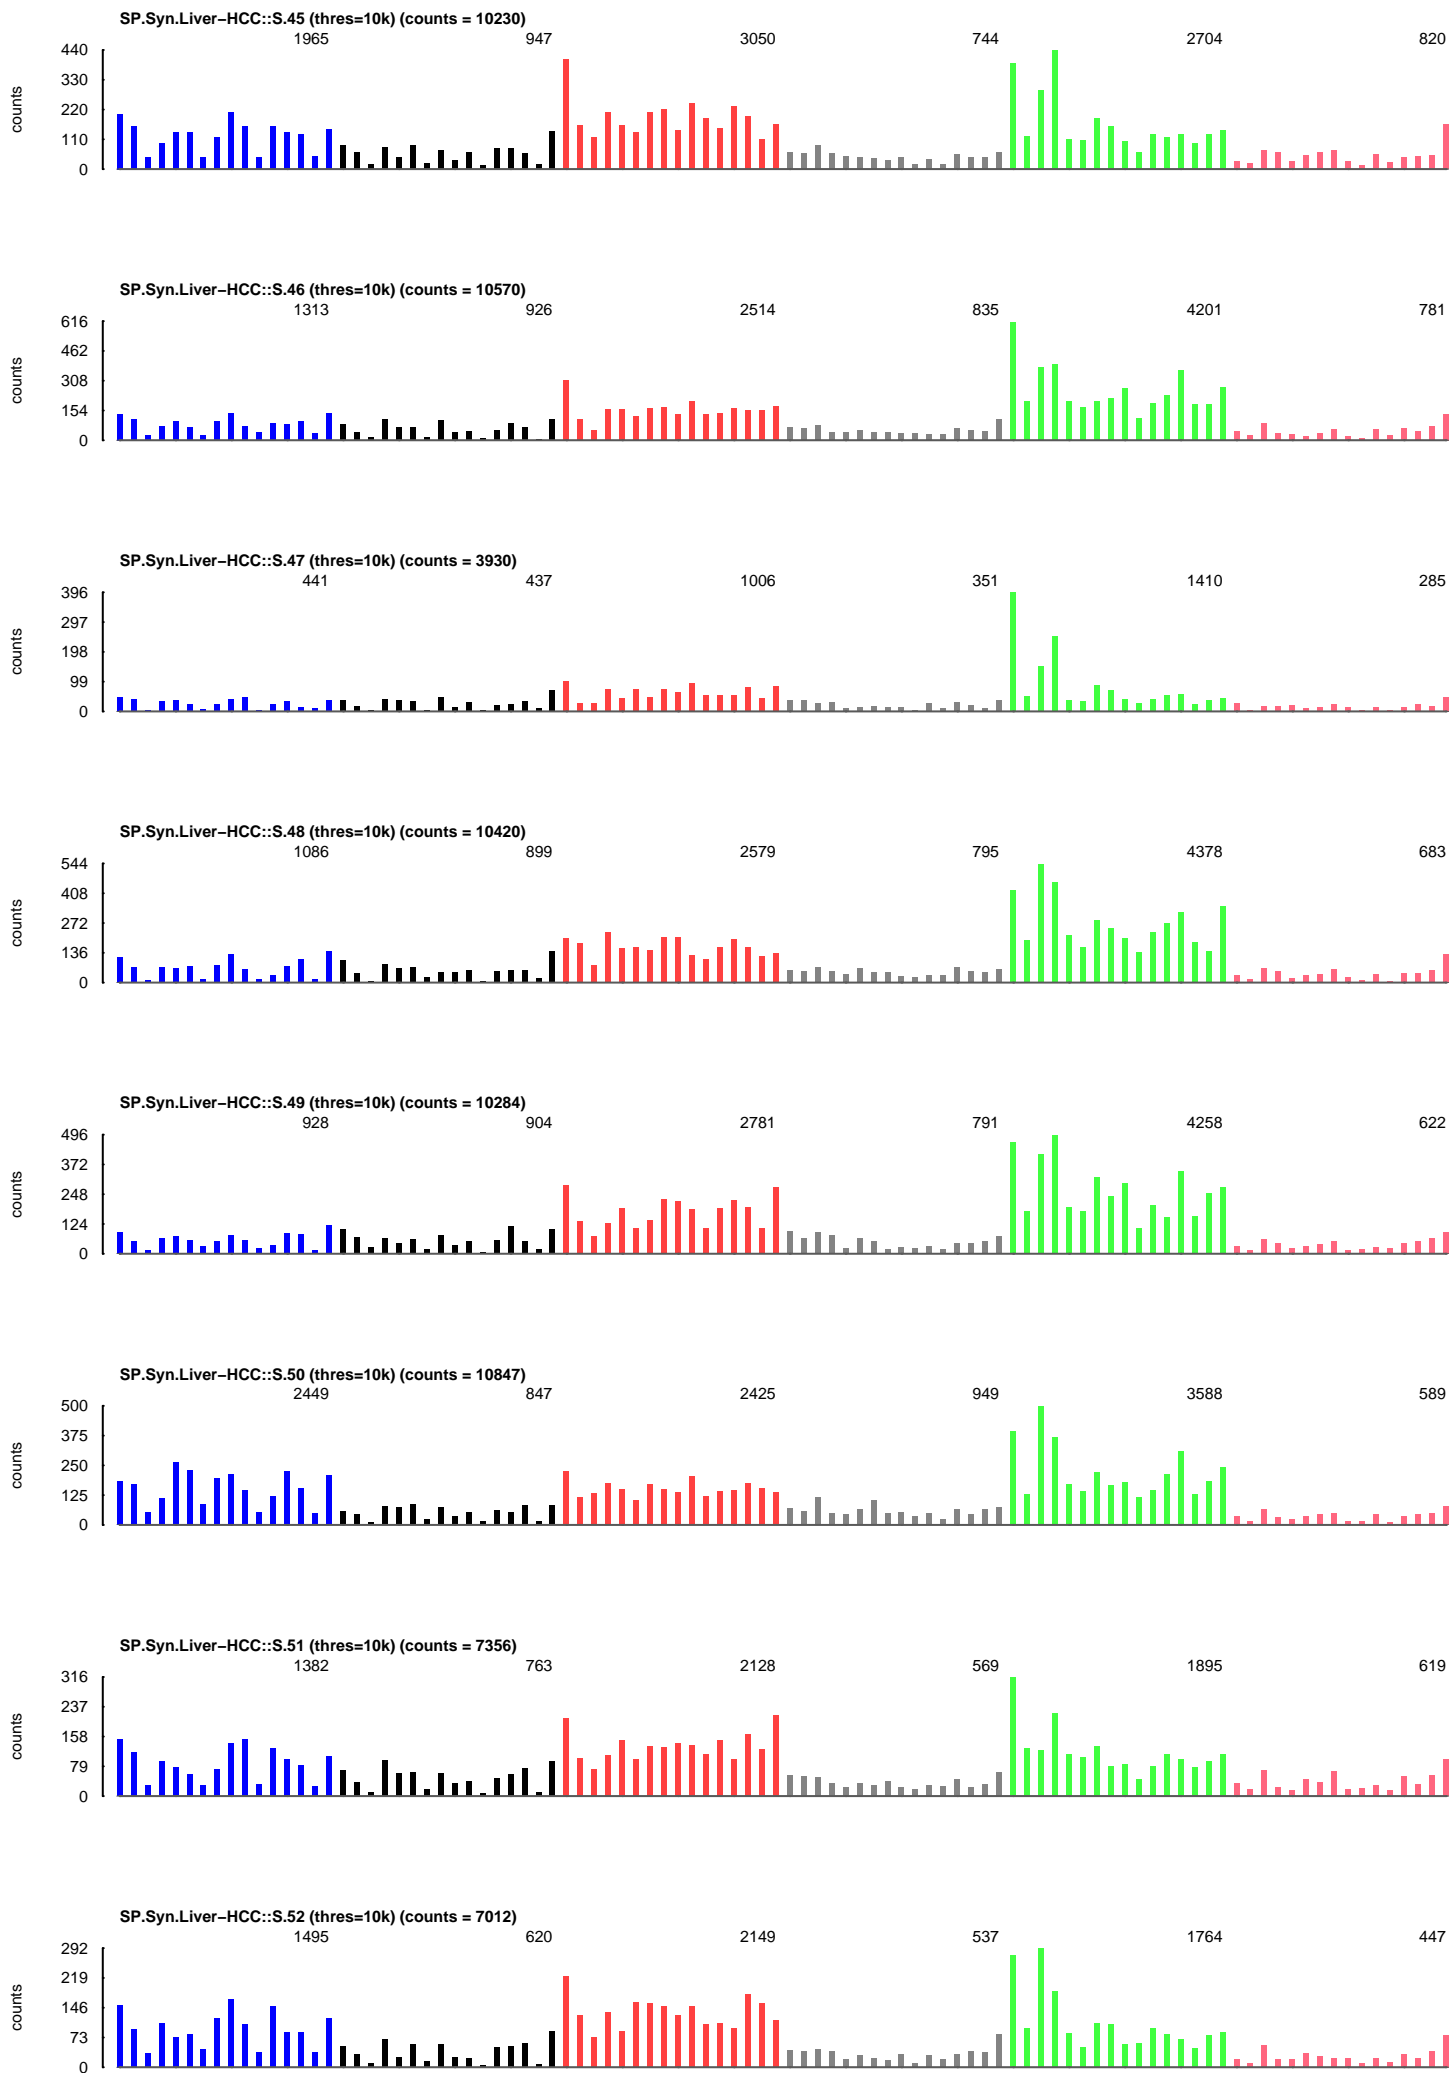 SP.Syn.Liver−HCC::S.45 (thres=10k) (counts = 10230)
1965 947 3050 744 2704 820
440
330
220
110
0
counts
SP.Syn.Liver−HCC::S.46 (thres=10k) (counts = 10570)
1313 926 2514 835 4201 781
616
462
308
154
0
counts
SP.Syn.Liver−HCC::S.47 (thres=10k) (counts = 3930)
441 437 1006 351 1410 285
396
297
198
99
0
counts
SP.Syn.Liver−HCC::S.48 (thres=10k) (counts = 10420)
1086 899 2579 795 4378 683
544
408
272
136
0
counts
SP.Syn.Liver−HCC::S.49 (thres=10k) (counts = 10284)
928 904 2781 791 4258 622
496
372
248
124
0
counts
SP.Syn.Liver−HCC::S.50 (thres=10k) (counts = 10847)
2449 847 2425 949 3588 589
500
375
250
125
0
counts
SP.Syn.Liver−HCC::S.51 (thres=10k) (counts = 7356)
1382 763 2128 569 1895 619
316
237
158
79
0
counts
SP.Syn.Liver−HCC::S.52 (thres=10k) (counts = 7012)
1495 620 2149 537 1764 447
292
219
146
73
0
counts